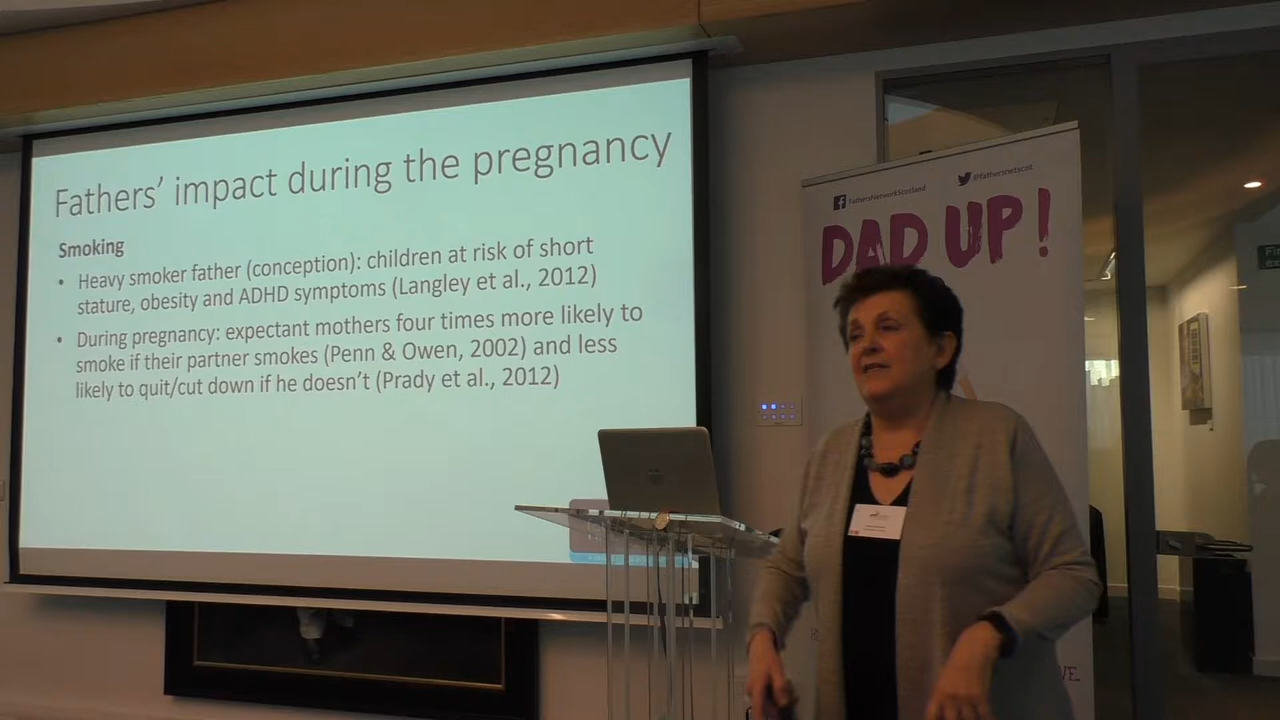 Fathers' impact during the pregnancy
Smoking
• Heavy smoker father (conception): children at risk of short
stature, obesity and ADHD symptoms (Langley et al., 2012)
• During pregnancy: expectant mothers four times more likely to
smoke if their partner smokes (Penn & Owen, 2002) and less
likely to quit/cut down if he doesn't (Prady et al., 2012)
FathersNetworkScotland
@fathersnetscot
DAD UP!